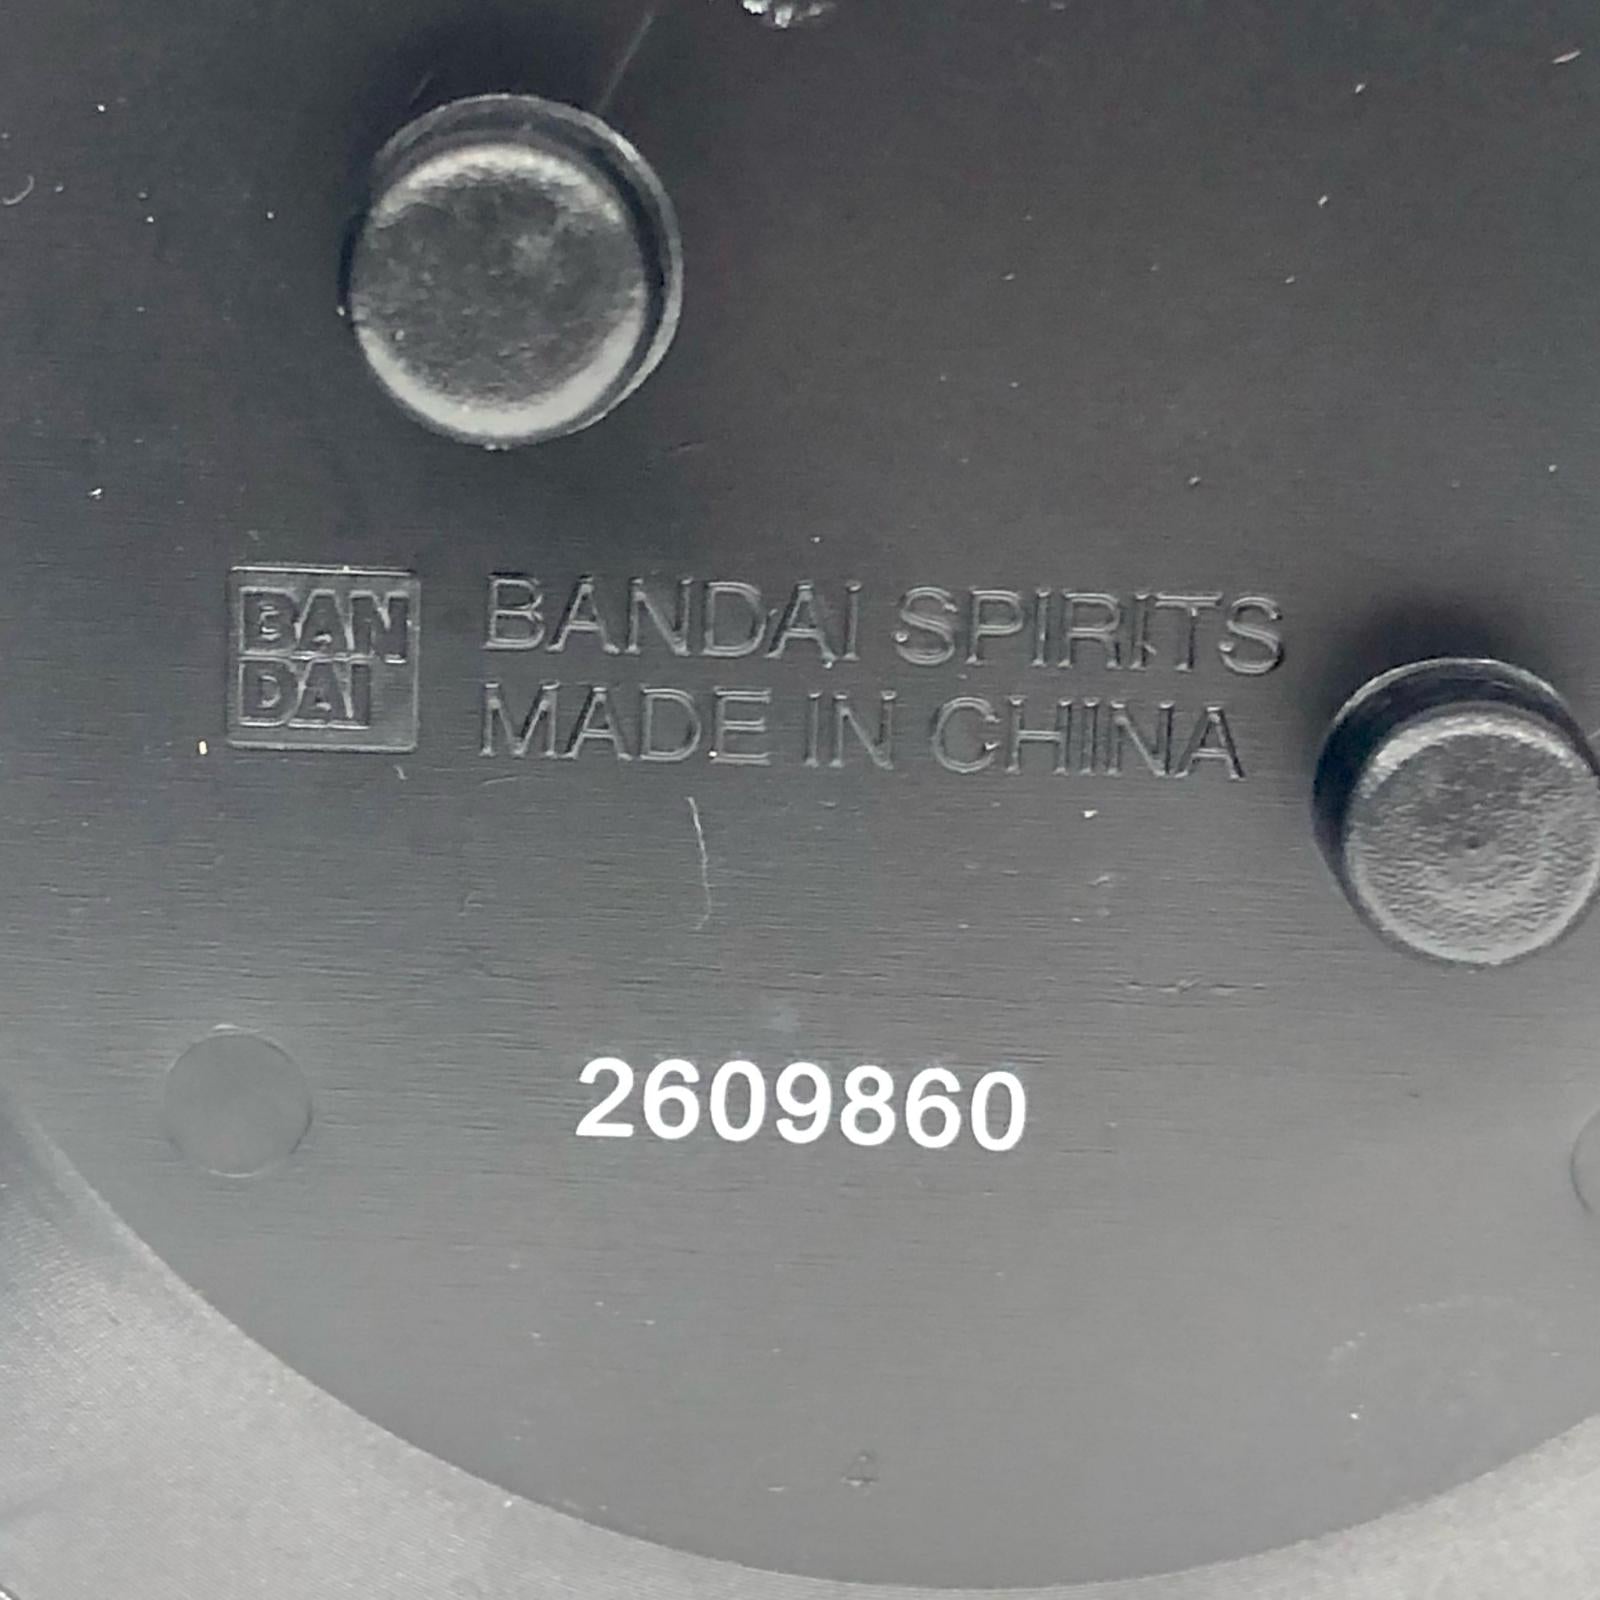 BAN
DAI
BANDAI SPIRITS
MADE IN CHINA
2609860